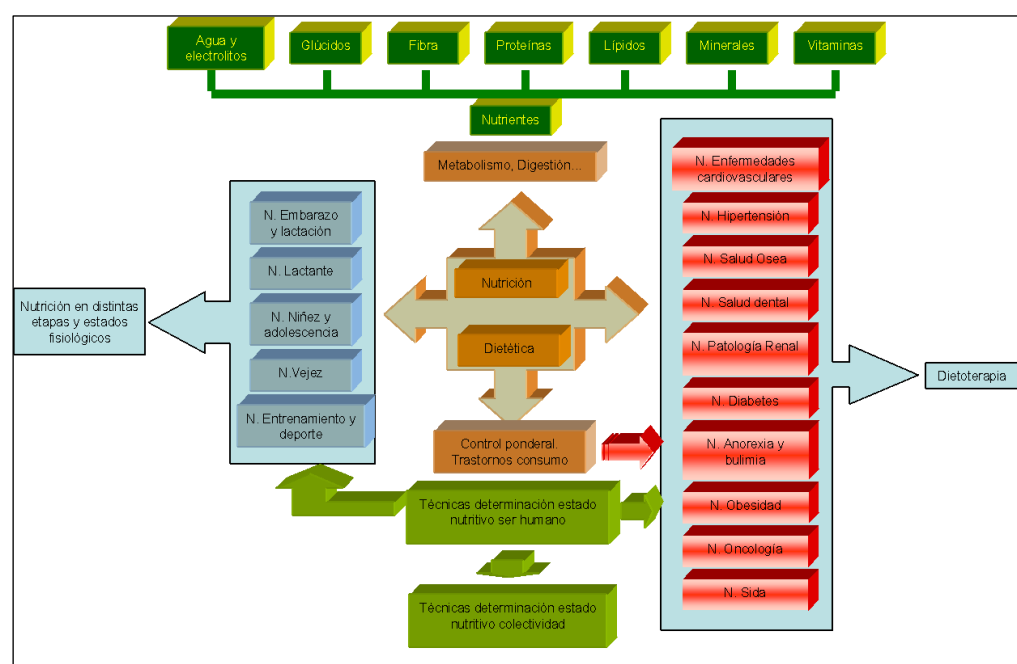 Agua y
electrolitos
Glúcidos
Fibra
Proteínas
Lípidos
Minerales
Vitaminas
Nutrientes
Metabolismo, Digestión...
N. Embarazo
y lactación
N. Lactante
N. Niñez y
adolescencia
N.Vejez
N. Entrenamiento y
deporte
Nutrición en distintas
etapas y estados
fisiológicos
Nutrición
Dietética
Control ponderal.
Trastornos consumo
Técnicas determinación estado
nutritivo ser humano
Técnicas determinación estado
nutritivo colectividad
N. Enfermedades
cardiovasculares
N. Hipertensión
N. Salud Osea
N. Salud dental
N. Patología Renal
N. Diabetes
N. Anorexia y
bulimia
N. Obesidad
N. Oncología
N. Sida
Dietoterapia